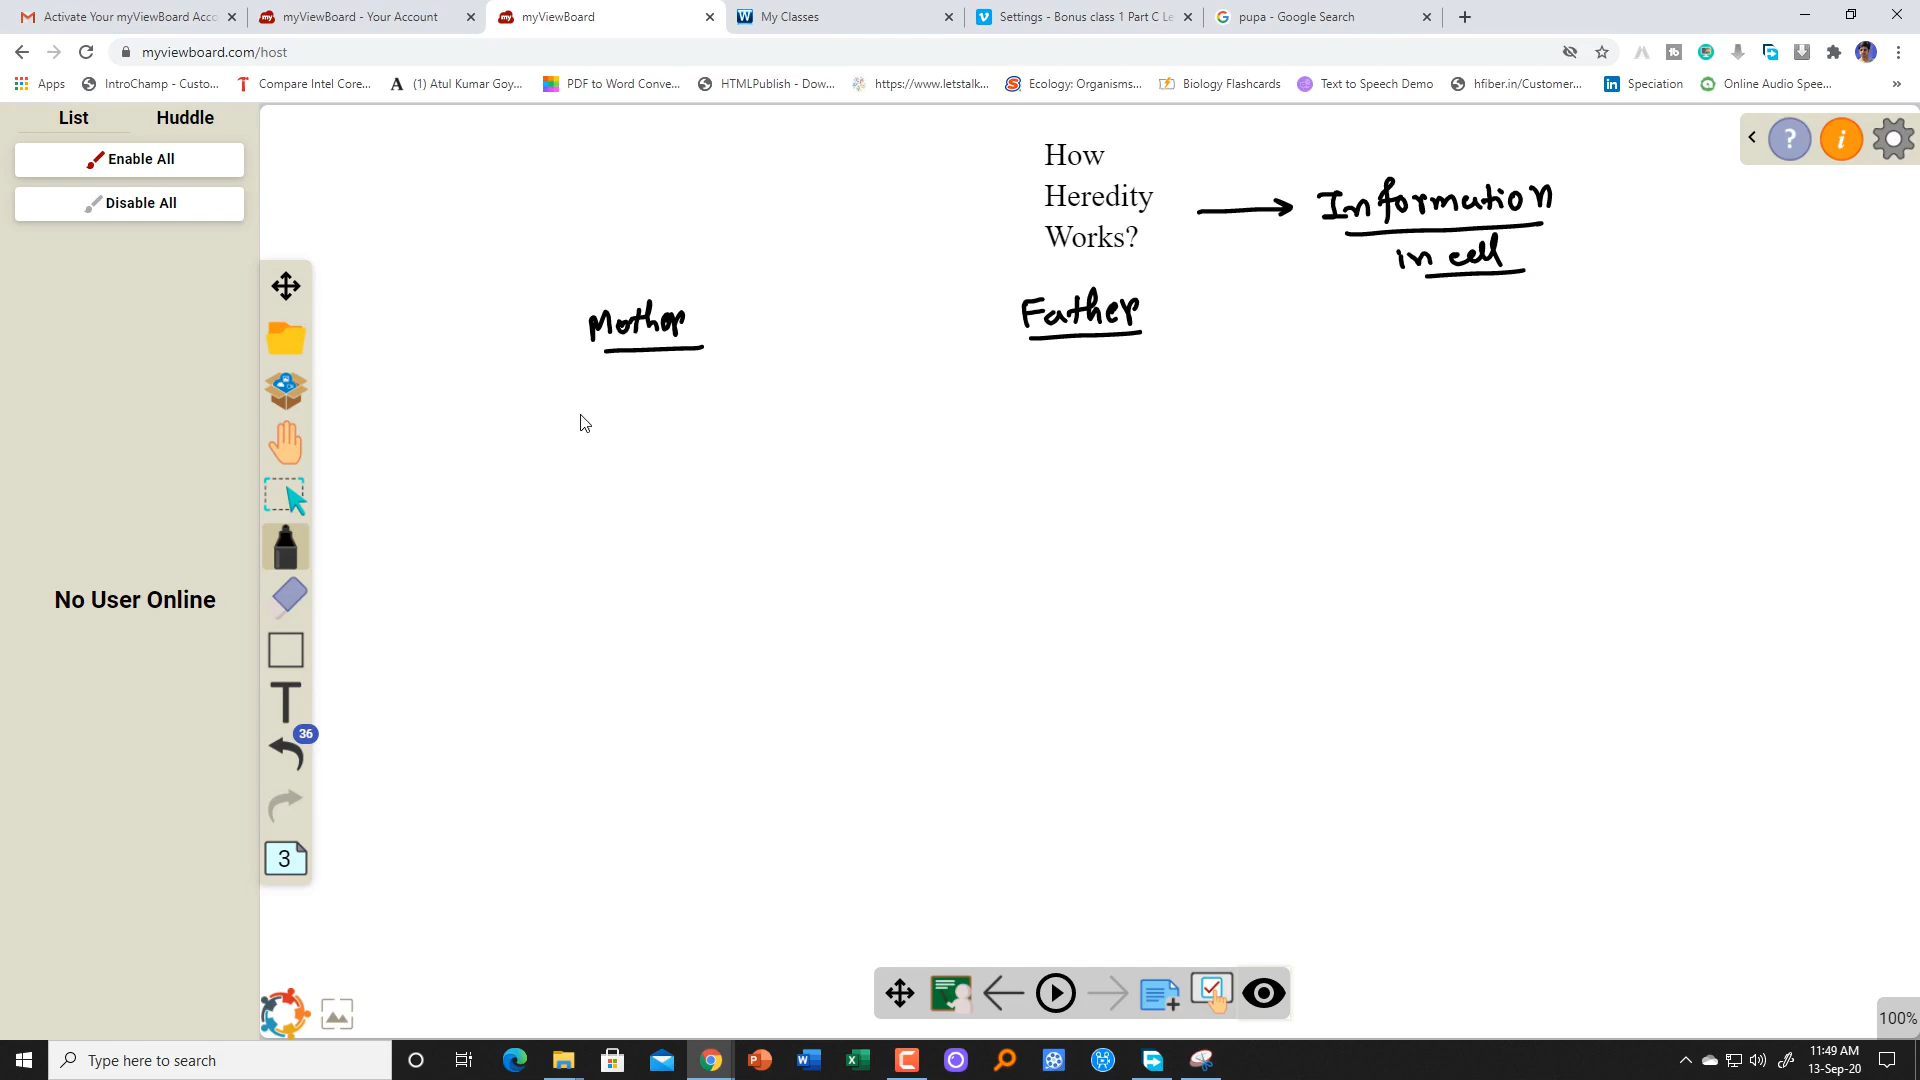 Activate Your myViewBoard Acco
myViewBoard - Your Account
myViewBoard
My Classes
Settings - Bonus class 1 Part C Le
pupa - Google Search
myviewboard.com/host
Apps
IntroChamp - Custo...
Compare Intel Core...
(1) Atul Kumar Goy...
PDF to Word Conve...
HTMLPublish - Dow...
https://www.letstalk...
Ecology: Organisms...
Biology Flashcards
Text to Speech Demo
hfiber.in/Customer...
Speciation
Online Audio Spee...
List
Huddle
Enable All
Disable All
No User Online
How
Heredity
Works?
Information
in cell
Mother
Father
36
3
100%
Type here to search
11:49 AM
13-Sep-20